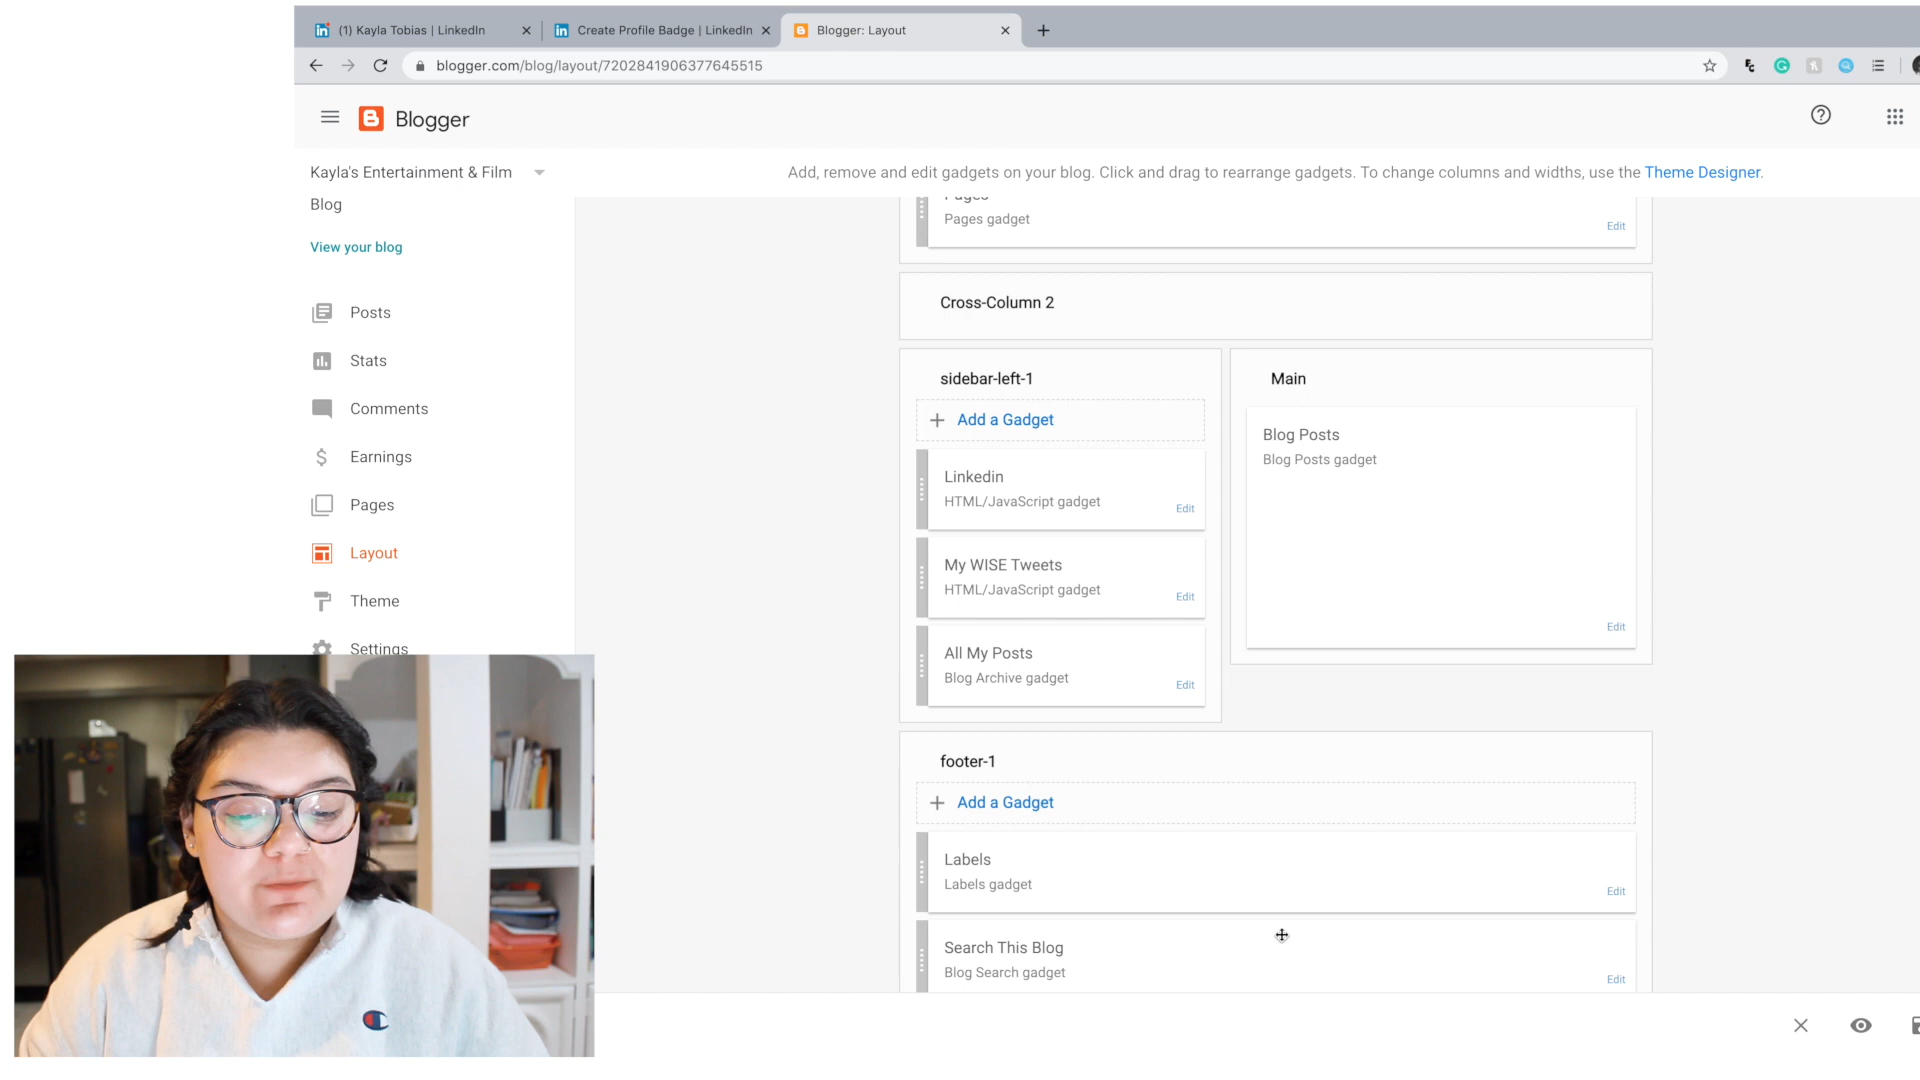 (1) Kayla Tobias | LinkedIn
Create Profile Badge | LinkedIn
Blogger: Layout
blogger.com/blog/layout/7202841906377645515
Blogger
Kayla's Entertainment & Film
Blog
Add, remove and edit gadgets on your blog. Click and drag to rearrange gadgets. To change columns and widths, use the Theme Designer.
View your blog
Posts
Stats
Comments
Earnings
Pages
Layout
Theme
Settings
Pages
Pages gadget
Edit
Cross-Column 2
sidebar-left-1
Add a Gadget
Linkedin
HTML/JavaScript gadget
Edit
My WISE Tweets
HTML/JavaScript gadget
Edit
All My Posts
Blog Archive gadget
Edit
Main
Blog Posts
Blog Posts gadget
Edit
footer-1
Add a Gadget
Labels
Labels gadget
Edit
Search This Blog
Blog Search gadget
Edit